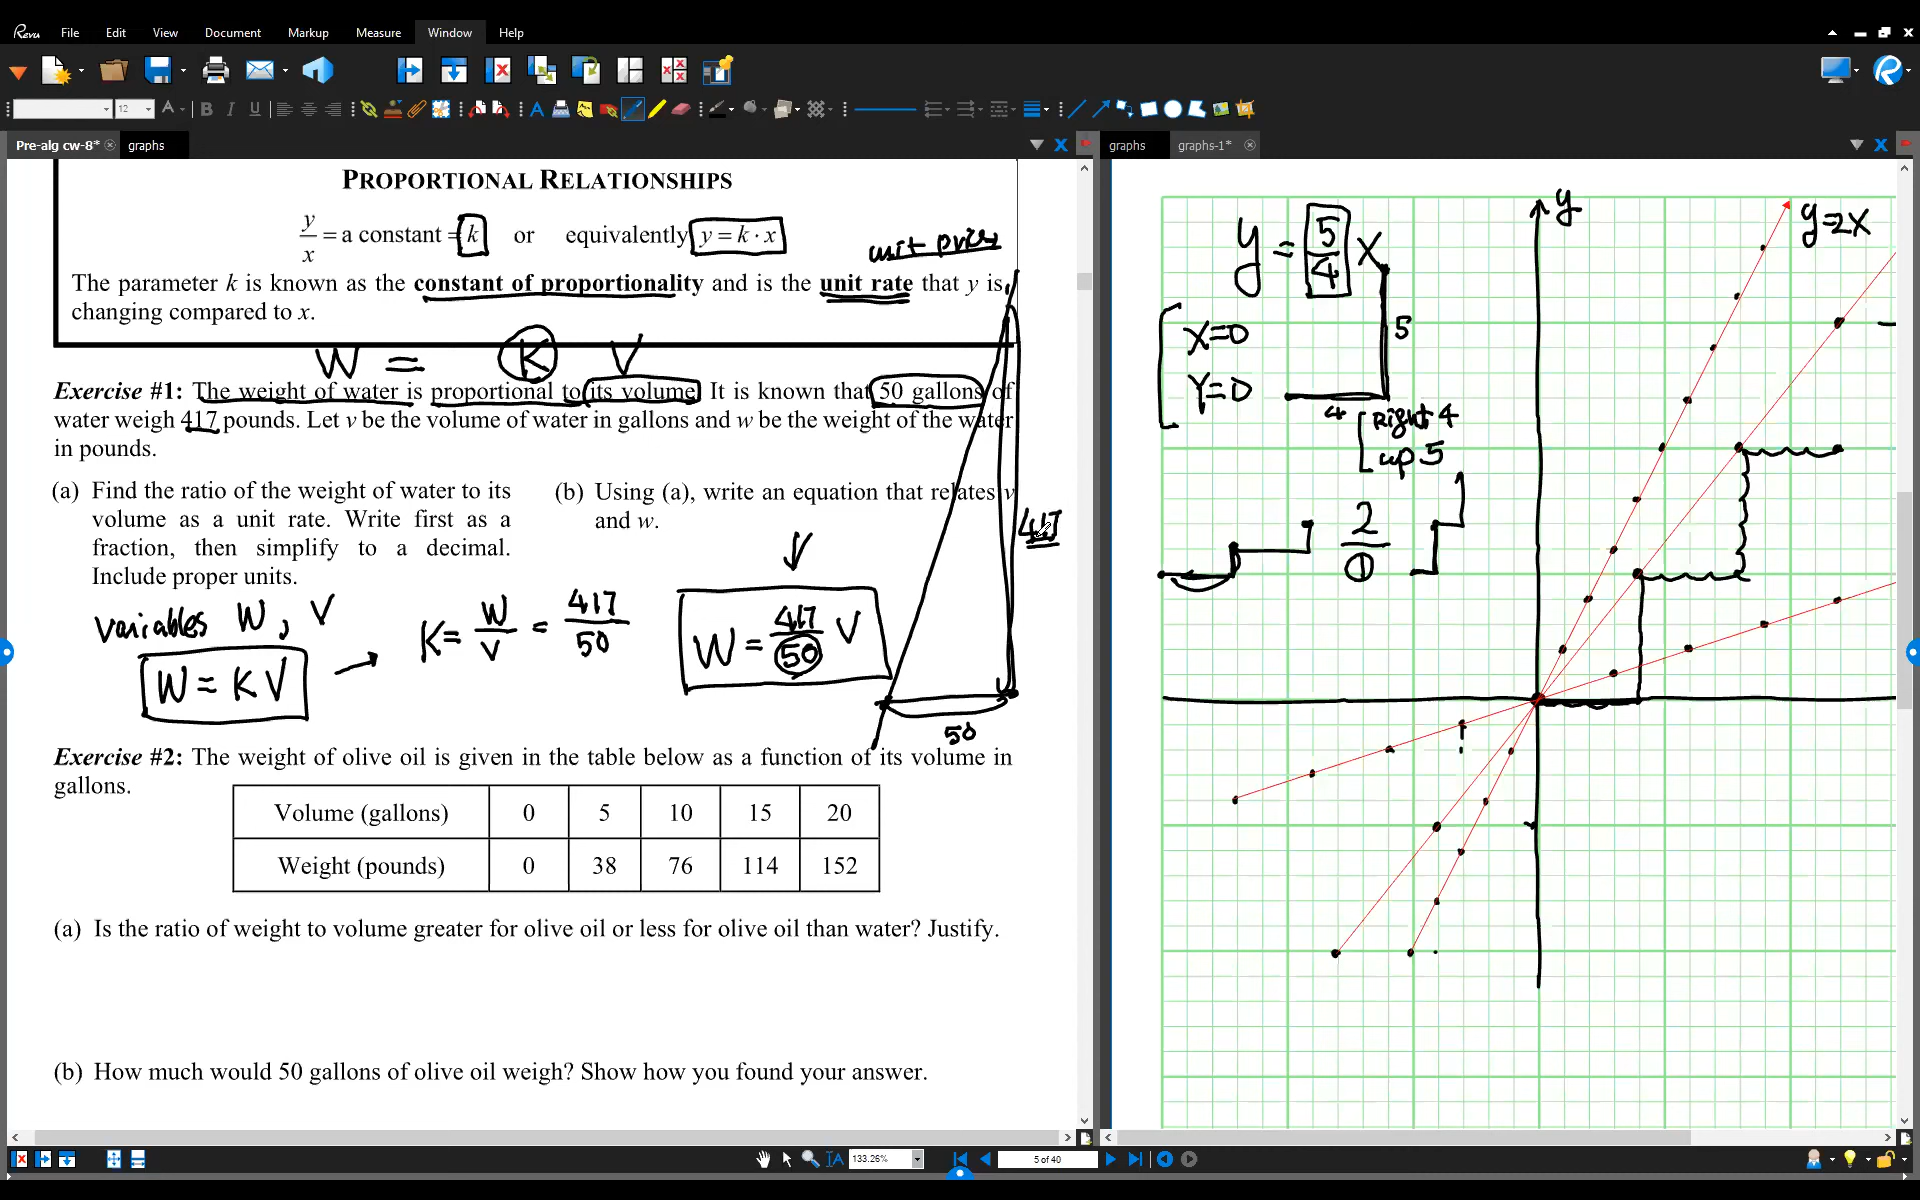 Revu File Edit View Document Markup Measure Window Help
12
Pre-alg cw-8* graphs
graphs graphs-1*
PROPORTIONAL RELATIONSHIPS
y/x = a constant = k or equivalently y = k · x
unit price
The parameter k is known as the constant of proportionality and is the unit rate that y is
changing compared to x.
W = K V
Exercise #1: The weight of water is proportional to its volume. It is known that 50 gallons of
water weigh 417 pounds. Let v be the volume of water in gallons and w be the weight of the water
in pounds.
(a) Find the ratio of the weight of water to its
volume as a unit rate. Write first as a
fraction, then simplify to a decimal.
Include proper units.
(b) Using (a), write an equation that relates v
and w.
417
variables W, V
W = KV
K = W/V = 417/50
W = 417/50 V
50
Exercise #2: The weight of olive oil is given in the table below as a function of its volume in
gallons.
Volume (gallons) 0 5 10 15 20
Weight (pounds) 0 38 76 114 152
(a) Is the ratio of weight to volume greater for olive oil or less for olive oil than water? Justify.
(b) How much would 50 gallons of olive oil weigh? Show how you found your answer.
y = 5/4 x
x=0
y=0
5
4
Right 4
up 5
2/1
y
y=2x
133.26%
5 of 40